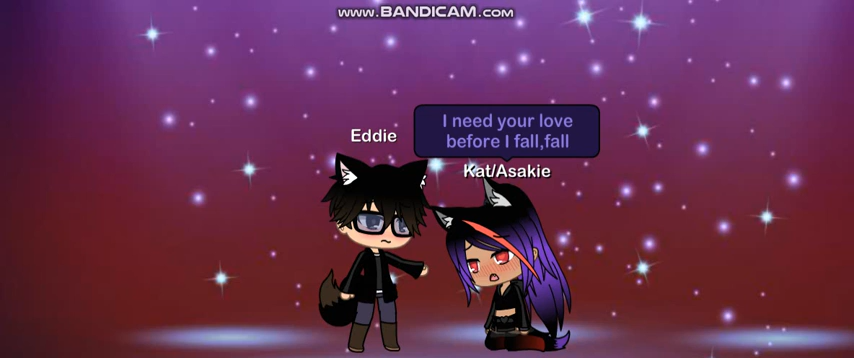 www.BANDICAM.com
I need your love
before I fall,fall
Eddie
Kat/Asakie